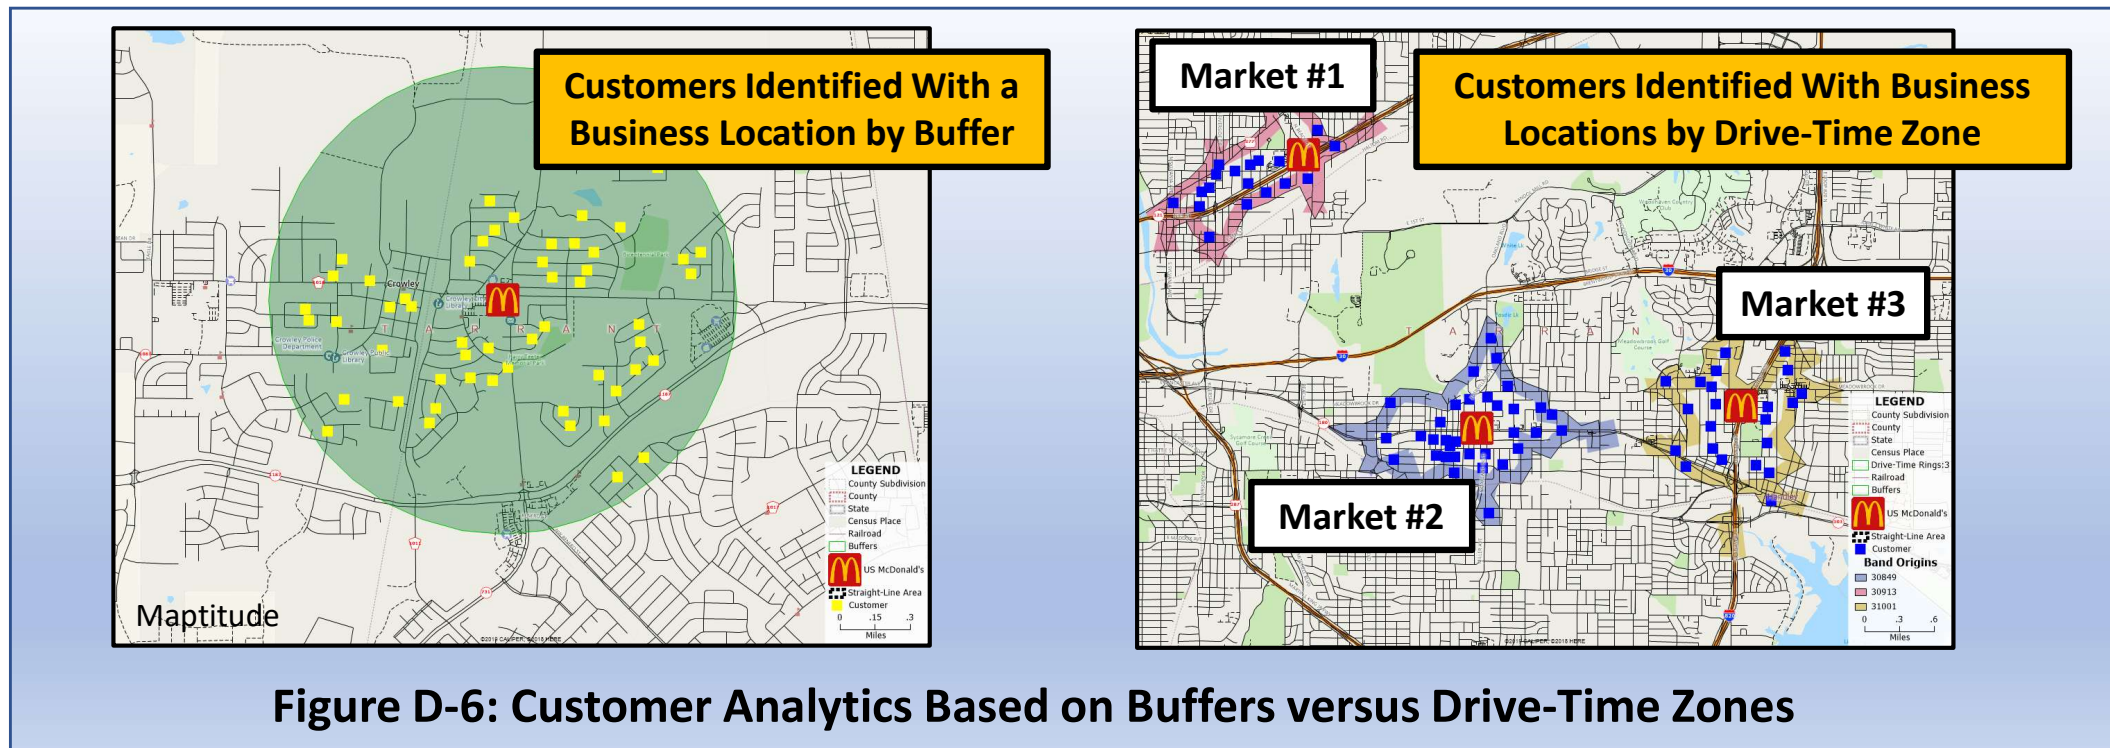 Customers Identified With a
Business Location by Buffer
Crowley
Crowley Police
Department
T A R R A N T
LEGEND
County Subdivision
County
State
Census Place
Railroad
Buffers
US McDonald's
Straight-Line Area
Customer
0 .15 .3
Miles
Maptitude
Market #1
Customers Identified With Business
Locations by Drive-Time Zone
Market #3
T A R R A N T
Market #2
LEGEND
County Subdivision
County
State
Census Place
Drive-Time Rings:3
Railroad
Buffers
US McDonald's
Straight-Line Area
Customer
Band Origins
30849
30913
31001
0 .3 .6
Miles
Figure D-6: Customer Analytics Based on Buffers versus Drive-Time Zones